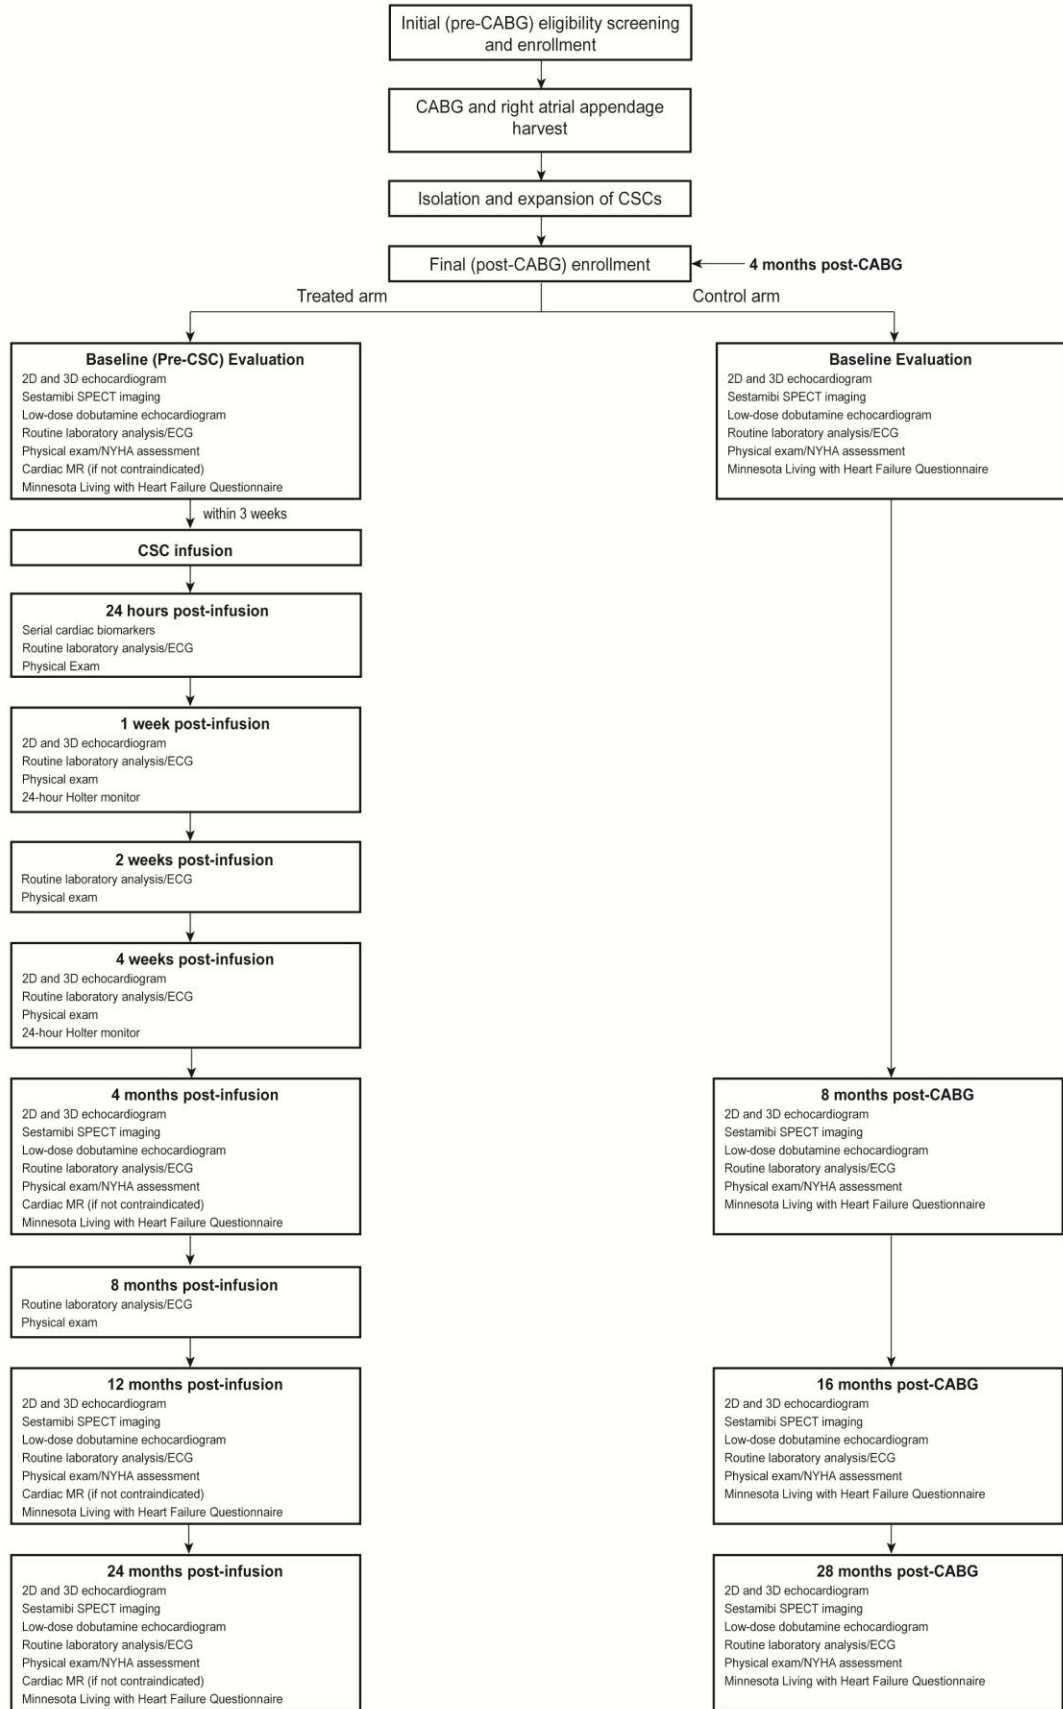 Initial (pre-CABG) eligibility screening
and enrollment
CABG and right atrial appendage
harvest
Isolation and expansion of CSCs
Final (post-CABG) enrollment
4 months post-CABG
Treated arm
Control arm
Baseline (Pre-CSC) Evaluation
2D and 3D echocardiogram
Sestamibi SPECT imaging
Low-dose dobutamine echocardiogram
Routine laboratory analysis/ECG
Physical exam/NYHA assessment
Cardiac MR (if not contraindicated)
Minnesota Living with Heart Failure Questionnaire
Baseline Evaluation
2D and 3D echocardiogram
Sestamibi SPECT imaging
Low-dose dobutamine echocardiogram
Routine laboratory analysis/ECG
Physical exam/NYHA assessment
Minnesota Living with Heart Failure Questionnaire
within 3 weeks
CSC infusion
24 hours post-infusion
Serial cardiac biomarkers
Routine laboratory analysis/ECG
Physical Exam
1 week post-infusion
2D and 3D echocardiogram
Routine laboratory analysis/ECG
Physical exam
24-hour Holter monitor
2 weeks post-infusion
Routine laboratory analysis/ECG
Physical exam
4 weeks post-infusion
2D and 3D echocardiogram
Routine laboratory analysis/ECG
Physical exam
24-hour Holter monitor
4 months post-infusion
2D and 3D echocardiogram
Sestamibi SPECT imaging
Low-dose dobutamine echocardiogram
Routine laboratory analysis/ECG
Physical exam/NYHA assessment
Cardiac MR (if not contraindicated)
Minnesota Living with Heart Failure Questionnaire
8 months post-CABG
2D and 3D echocardiogram
Sestamibi SPECT imaging
Low-dose dobutamine echocardiogram
Routine laboratory analysis/ECG
Physical exam/NYHA assessment
Minnesota Living with Heart Failure Questionnaire
8 months post-infusion
Routine laboratory analysis/ECG
Physical exam
12 months post-infusion
2D and 3D echocardiogram
Sestamibi SPECT imaging
Low-dose dobutamine echocardiogram
Routine laboratory analysis/ECG
Physical exam/NYHA assessment
Cardiac MR (if not contraindicated)
Minnesota Living with Heart Failure Questionnaire
16 months post-CABG
2D and 3D echocardiogram
Sestamibi SPECT imaging
Low-dose dobutamine echocardiogram
Routine laboratory analysis/ECG
Physical exam/NYHA assessment
Minnesota Living with Heart Failure Questionnaire
24 months post-infusion
2D and 3D echocardiogram
Sestamibi SPECT imaging
Low-dose dobutamine echocardiogram
Routine laboratory analysis/ECG
Physical exam/NYHA assessment
Cardiac MR (if not contraindicated)
Minnesota Living with Heart Failure Questionnaire
28 months post-CABG
2D and 3D echocardiogram
Sestamibi SPECT imaging
Low-dose dobutamine echocardiogram
Routine laboratory analysis/ECG
Physical exam/NYHA assessment
Minnesota Living with Heart Failure Questionnaire